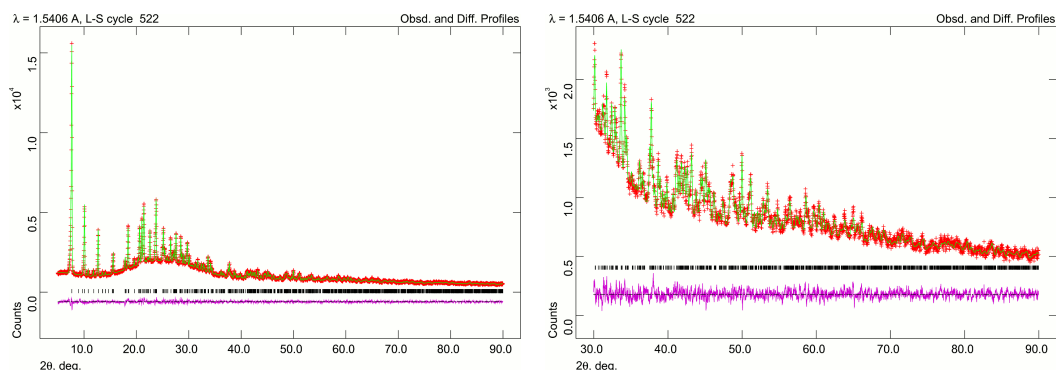 λ = 1.5406 A, L-S cycle 522 Obsd. and Diff. Profiles
x10⁴
1.5
1.0
0.5
0.0
Counts
10.0 20.0 30.0 40.0 50.0 60.0 70.0 80.0 90.0
2θ, deg.
λ = 1.5406 A, L-S cycle 522 Obsd. and Diff. Profiles
x10³
2.0
1.5
1.0
0.5
0.0
Counts
30.0 40.0 50.0 60.0 70.0 80.0 90.0
2θ, deg.